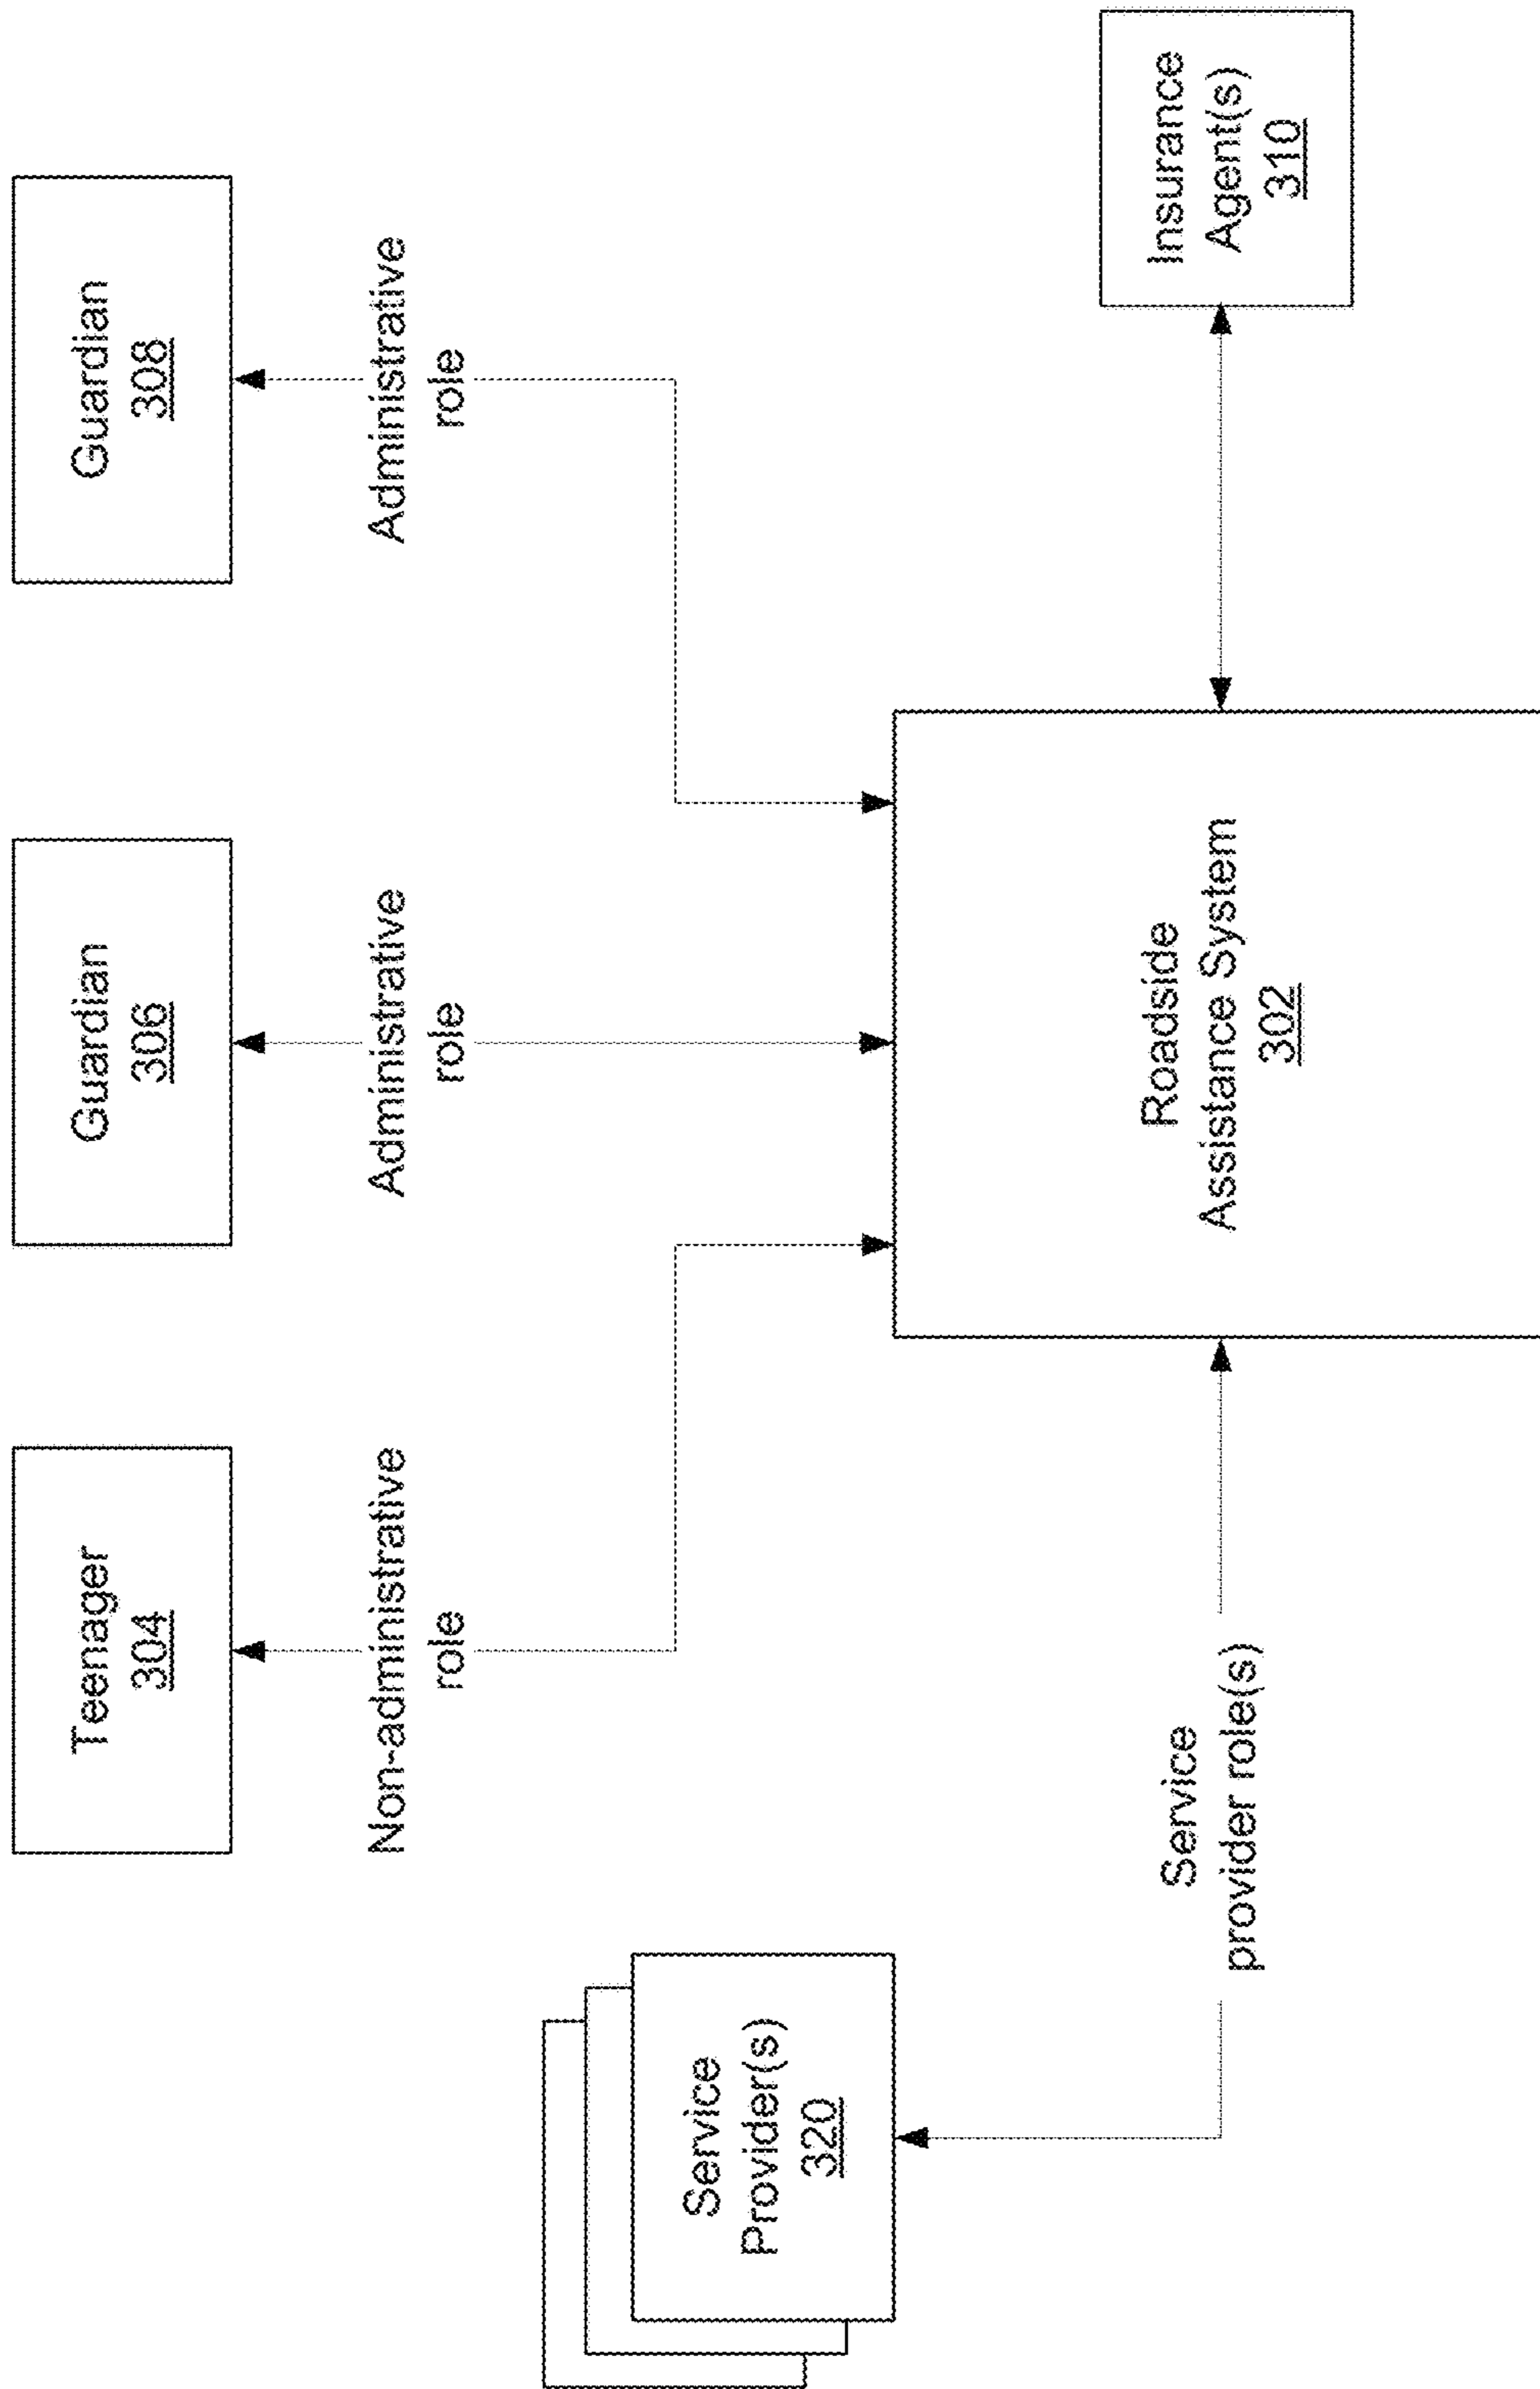 Teenager
304
Guardian
306
Guardian
308
Non-administrative
role
Administrative
role
Administrative
role
Service
Provider(s)
320
Service
provider role(s)
Roadside
Assistance System
302
Insurance
Agent(s)
310